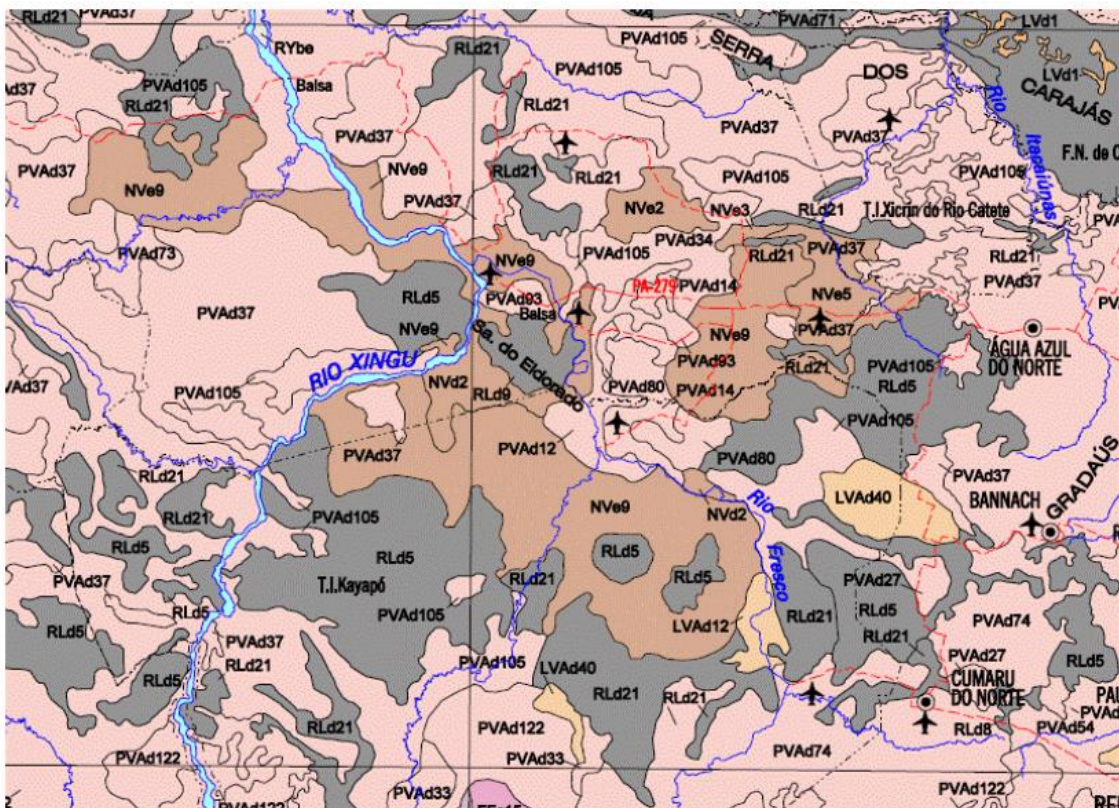 PVAd71
LVd1
RYbe
RLd21
PVAd105
SERRA
PVAd105
RLd21
Balsa
PVAd105
DOS
LVd1
Rio
CARAJÁS
RLd21
PVAd37
PVAd37
PVAd37
PVAd37
Itacaiúnas
F.N. de C
NVe9
NVe9
RLd21
RLd21
PVAd105
PVAd105
PVAd37
NVe2
NVe3
RLd21
T.I.Xicrin do Rio Catete
PVAd73
PVAd105
PVAd34
PVAd37
RLd21
RLd21
PVAd37
NVe9
RLd5
PVAd93
PA-279
PVAd14
NVe5
PVAd37
Balsa
PVAd37
NVe9
NVe9
PVAd37
ÁGUA AZUL
DO NORTE
RIO XINGU
Sa. do Eldorado
PVAd93
RLd21
PVAd105
RLd5
NVd2
RLd9
PVAd80
PVAd14
PVAd105
PVAd105
PVAd12
PVAd37
PVAd80
PVAd37
GRADAÚS
RLd21
BANNACH
LVAd40
Rio
NVe9
NVd2
RLd21
PVAd105
RLd5
RLd5
RLd5
Fresco
PVAd27
PVAd37
T.I.Kayapó
RLd21
RLd5
RLd5
PVAd105
RLd21
RLd5
RLd5
LVAd12
RLd21
PVAd74
PVAd37
PVAd27
RLd21
PVAd105
RLd5
RLd5
LVAd40
CUMARU
DO NORTE
RLd21
RLd21
RLd21
PVAd122
RLd8
PVAd54
PVAd122
PVAd33
PVAd74
PVAd33
PVAd122
PVAd122